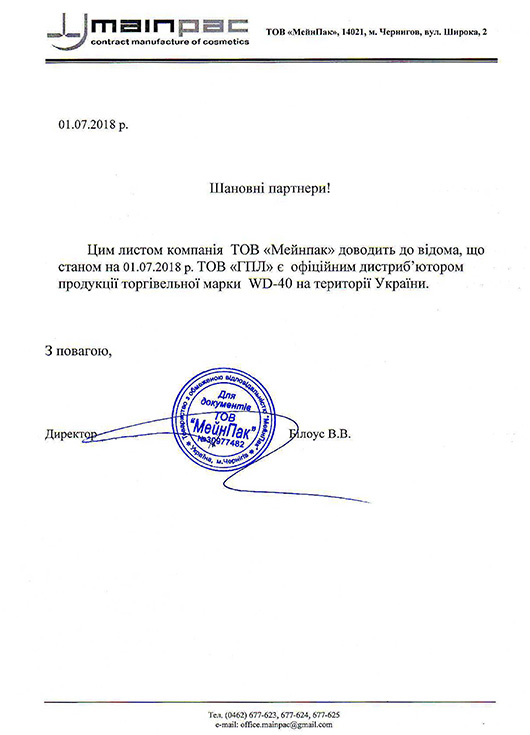 mainpac
contract manufacture of cosmetics
ТОВ «МейнПак», 14021, м. Чернигов, вул. Широка, 2
01.07.2018 р.
Шановні партнери!
Цим листом компанія ТОВ «Мейнпак» доводить до відома, що
станом на 01.07.2018 р. ТОВ «ГПЛ» є офіційним дистриб’ютором
продукції торгівельної марки WD-40 на території України.
З повагою,
Директор
Білоус В.В.
Товариство з обмеженою відповідальністю "МейнПак"
Для
документів
ТОВ
"МейнПак"
№30977482
Україна, м.Чернігів
Тел. (0462) 677-623, 677-624, 677-625
e-mail: office.mainpac@gmail.com